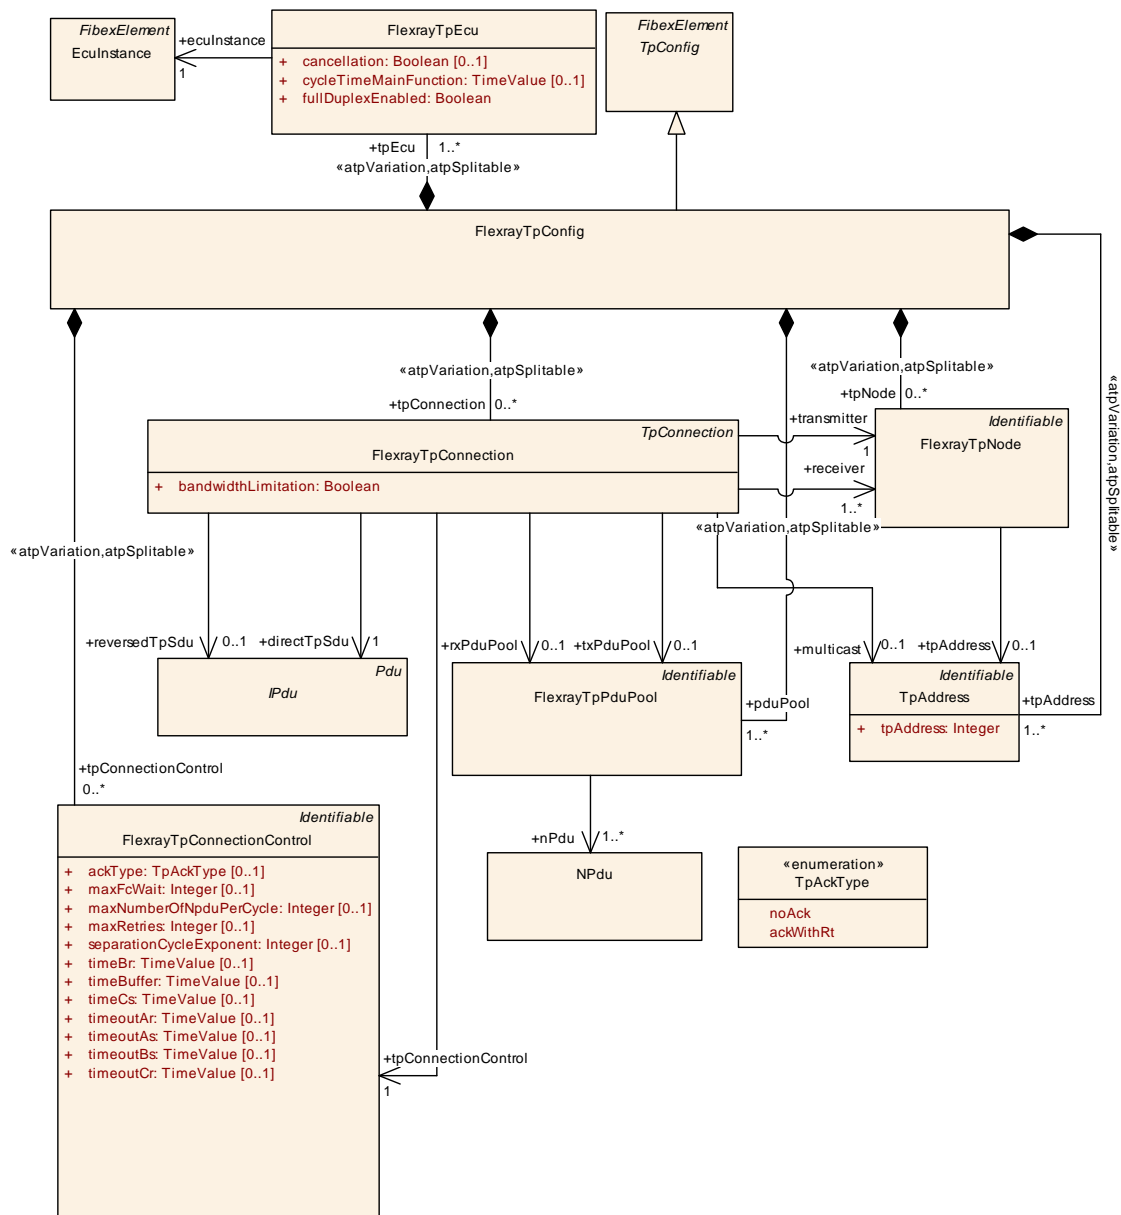 FibexElement
EcuInstance
+ecuInstance
1
FlexrayTpEcu
+ cancellation: Boolean [0..1]
+ cycleTimeMainFunction: TimeValue [0..1]
+ fullDuplexEnabled: Boolean
FibexElement
TpConfig
+tpEcu 1..*
«atpVariation,atpSplitable»
FlexrayTpConfig
«atpVariation,atpSplitable»
+tpConnection 0..*
«atpVariation,atpSplitable»
+tpNode 0..*
«atpVariation,atpSplitable»
TpConnection
FlexrayTpConnection
+ bandwidthLimitation: Boolean
+transmitter
1
+receiver
1..*
Identifiable
FlexrayTpNode
«atpVariation,atpSplitable»
«atpVariation,atpSplitable»
+reversedTpSdu 0..1
+directTpSdu 1
+rxPduPool 0..1
+txPduPool 0..1
+multicast 0..1
+tpAddress 0..1
Pdu
IPdu
Identifiable
FlexrayTpPduPool
+pduPool
1..*
Identifiable
TpAddress
+ tpAddress: Integer
+tpAddress
1..*
+tpConnectionControl
0..*
Identifiable
FlexrayTpConnectionControl
+ ackType: TpAckType [0..1]
+ maxFcWait: Integer [0..1]
+ maxNumberOfNpduPerCycle: Integer [0..1]
+ maxRetries: Integer [0..1]
+ separationCycleExponent: Integer [0..1]
+ timeBr: TimeValue [0..1]
+ timeBuffer: TimeValue [0..1]
+ timeCs: TimeValue [0..1]
+ timeoutAr: TimeValue [0..1]
+ timeoutAs: TimeValue [0..1]
+ timeoutBs: TimeValue [0..1]
+ timeoutCr: TimeValue [0..1]
+tpConnectionControl
1
+nPdu 1..*
NPdu
«enumeration»
TpAckType
noAck
ackWithRt